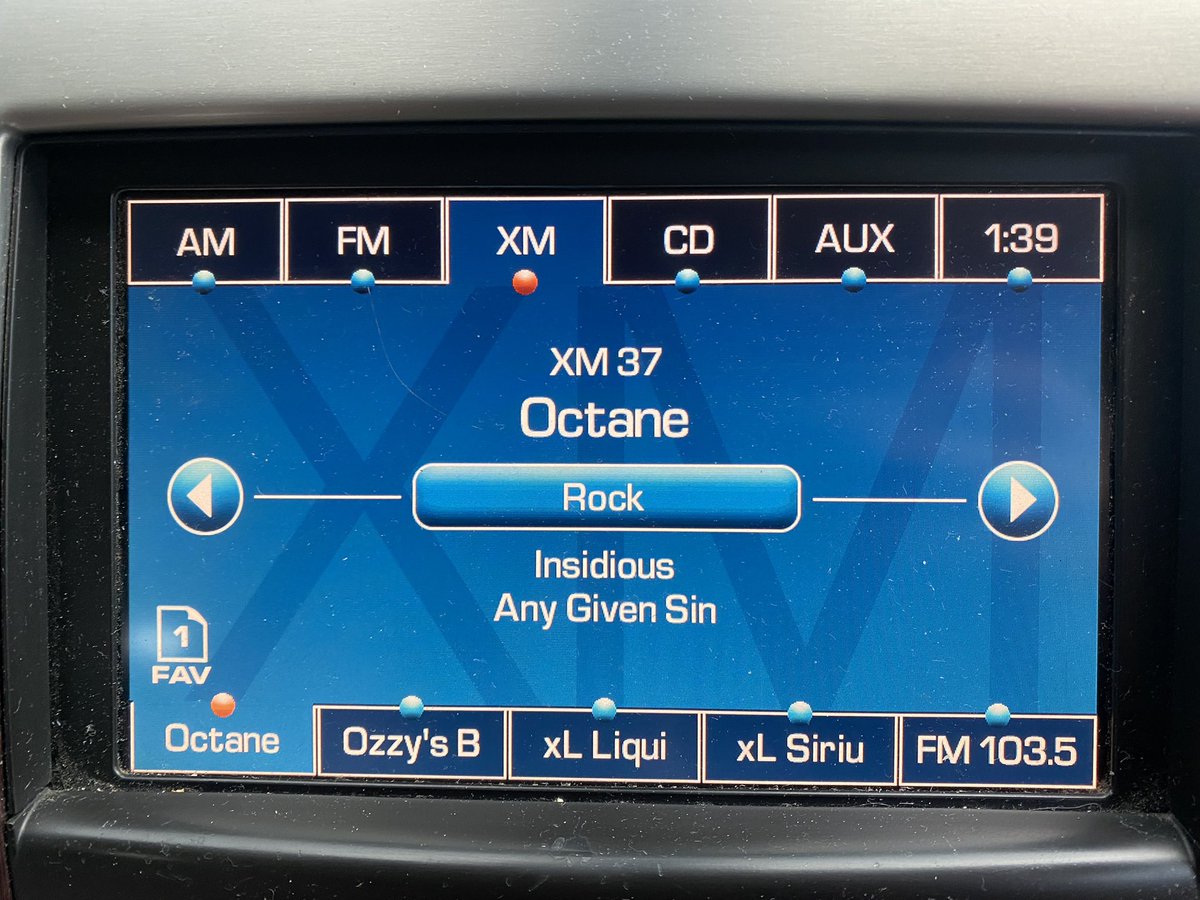 AM FM XM CD AUX 1:39
XM 37
Octane
Rock
Insidious
Any Given Sin
1
FAV
Octane Ozzy's B xL Liqui xL Siriu FM 103.5